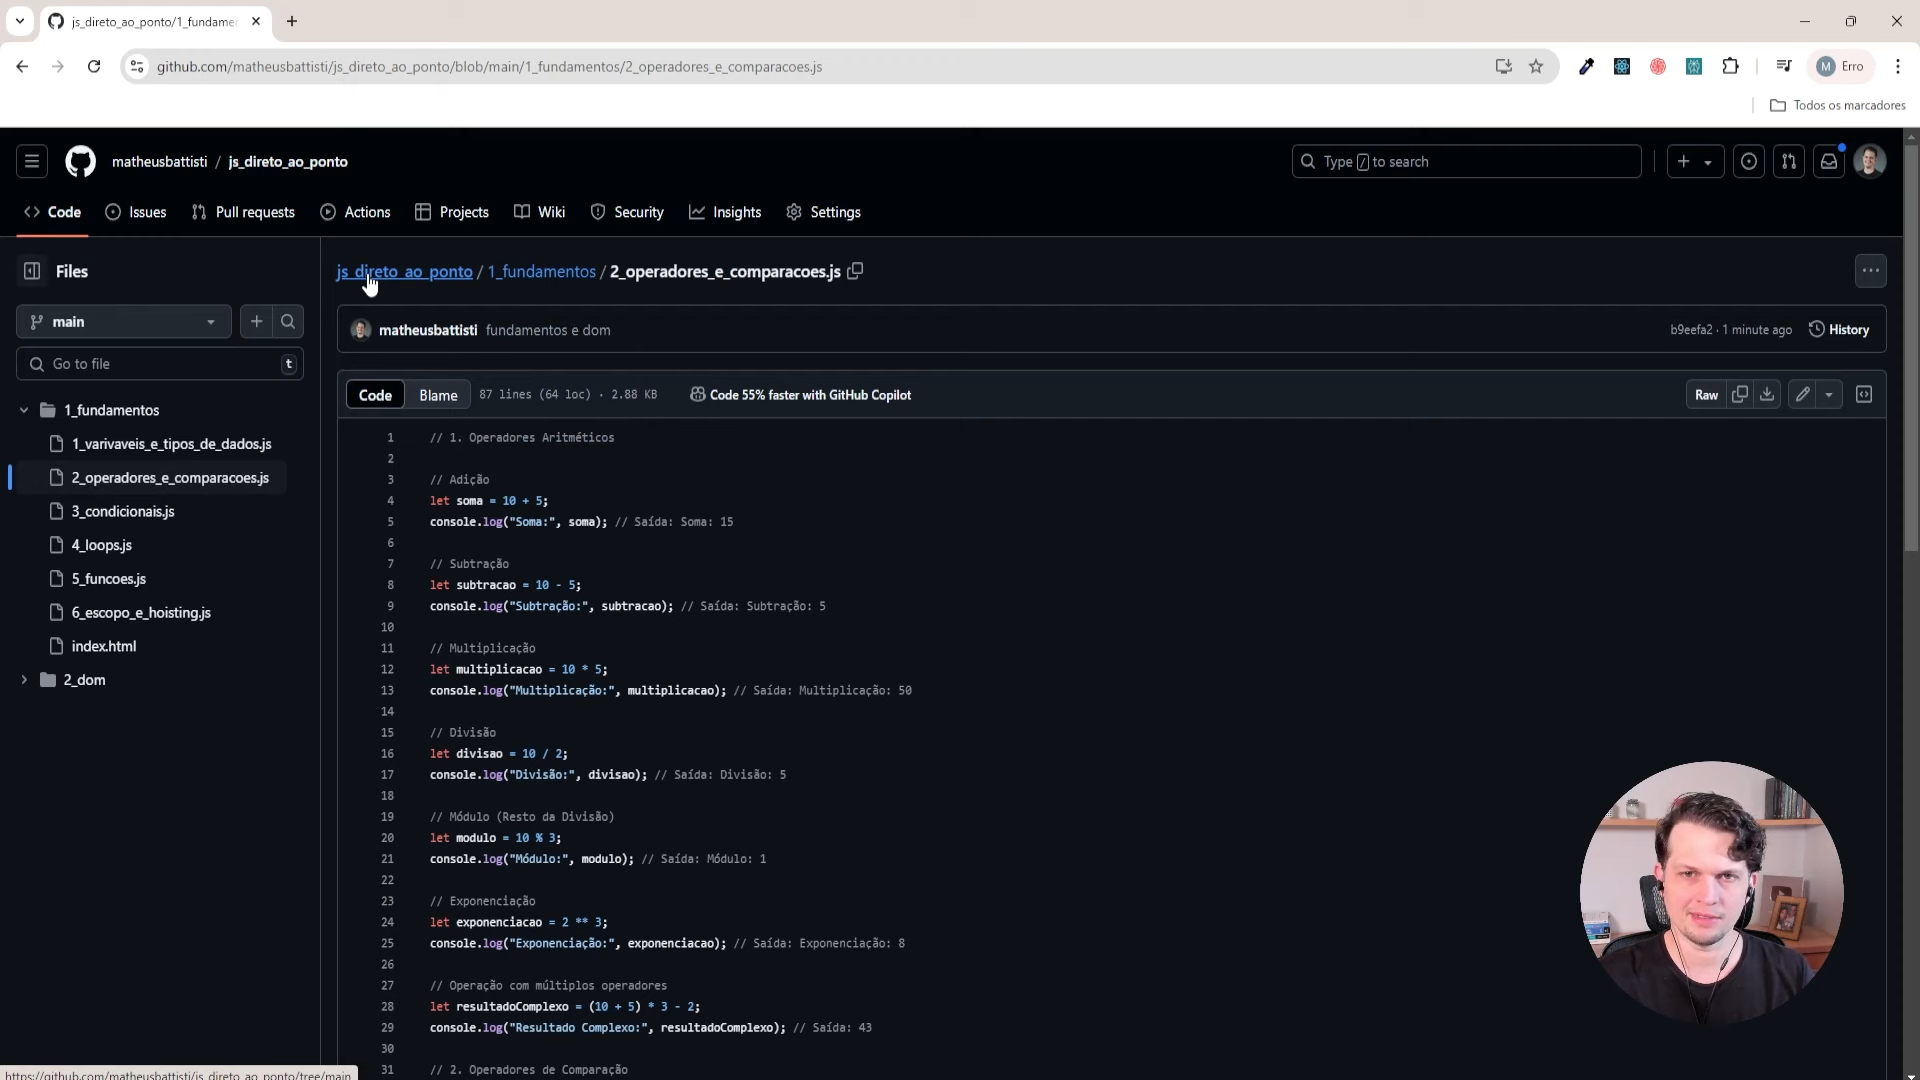 js_direto_ao_ponto/1_fundamer
github.com/matheusbattisti/js_direto_ao_ponto/blob/main/1_fundamentos/2_operadores_e_comparacoes.js
M Erro
Todos os marcadores
matheusbattisti / js_direto_ao_ponto
Type / to search
Code Issues Pull requests Actions Projects Wiki Security Insights Settings
Files
js_direto_ao_ponto / 1_fundamentos / 2_operadores_e_comparacoes.js
main
matheusbattisti fundamentos e dom
b9eefa2 · 1 minute ago History
Go to file t
Code Blame 87 lines (64 loc) · 2.88 KB Code 55% faster with GitHub Copilot
Raw
1_fundamentos
1_varivaveis_e_tipos_de_dados.js
2_operadores_e_comparacoes.js
3_condicionais.js
4_loops.js
5_funcoes.js
6_escopo_e_hoisting.js
index.html
2_dom
1 // 1. Operadores Aritméticos
2
3 // Adição
4 let soma = 10 + 5;
5 console.log("Soma:", soma); // Saída: Soma: 15
6
7 // Subtração
8 let subtracao = 10 - 5;
9 console.log("Subtração:", subtracao); // Saída: Subtração: 5
10
11 // Multiplicação
12 let multiplicacao = 10 * 5;
13 console.log("Multiplicação:", multiplicacao); // Saída: Multiplicação: 50
14
15 // Divisão
16 let divisao = 10 / 2;
17 console.log("Divisão:", divisao); // Saída: Divisão: 5
18
19 // Módulo (Resto da Divisão)
20 let modulo = 10 % 3;
21 console.log("Módulo:", modulo); // Saída: Módulo: 1
22
23 // Exponenciação
24 let exponenciacao = 2 ** 3;
25 console.log("Exponenciação:", exponenciacao); // Saída: Exponenciação: 8
26
27 // Operação com múltiplos operadores
28 let resultadoComplexo = (10 + 5) * 3 - 2;
29 console.log("Resultado Complexo:", resultadoComplexo); // Saída: 43
30
31 // 2. Operadores de Comparação
https://github.com/matheusbattisti/js_direto_ao_ponto/tree/main